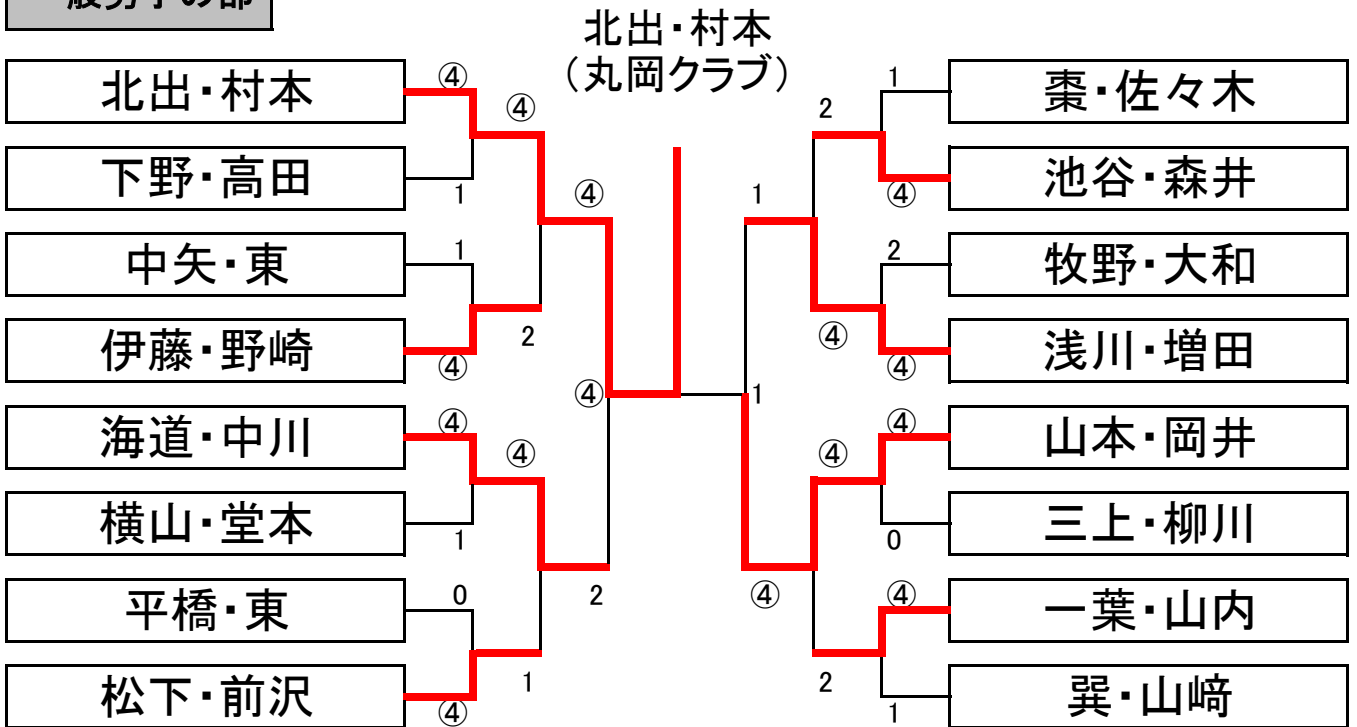 般男子の部
北出・村本
（丸岡クラブ）
北出・村本
④
④
1
2
棗・佐々木
下野・高田
1
④
1
④
池谷・森井
中矢・東
1
2
牧野・大和
伊藤・野崎
④
2
④
④
浅川・増田
④
1
海道・中川
④
④
④
④
山本・岡井
横山・堂本
1
0
三上・柳川
平橋・東
0
2
④
④
一葉・山内
松下・前沢
④
1
2
1
巽・山﨑